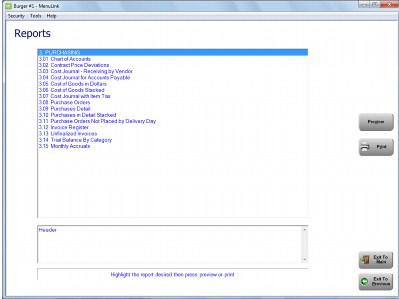 Burger #1 - MenuLink
Security Tools Help
Reports
3. PURCHASING
3.01 Chart of Accounts
3.02 Contract Price Deviations
3.03 Cost Journal - Receiving by Vendor
3.04 Cost Journal for Accounts Payable
3.05 Cost of Goods in Detail
3.06 Cost of Goods Stacked
3.07 Cost Journal with Item Tax
3.08 Purchase Orders
3.09 Purchases Detail
3.10 Purchases in Detail Stacked
3.11 Purchase Orders Not Placed by Delivery Day
3.12 Invoice Register
3.13 Unfinalized Invoices
3.14 Trial Balance By Category
3.15 Monthly Accruals
Preview
Print
Header
Exit To
Main
Highlight the report desired then press preview or print
Exit To
Previous